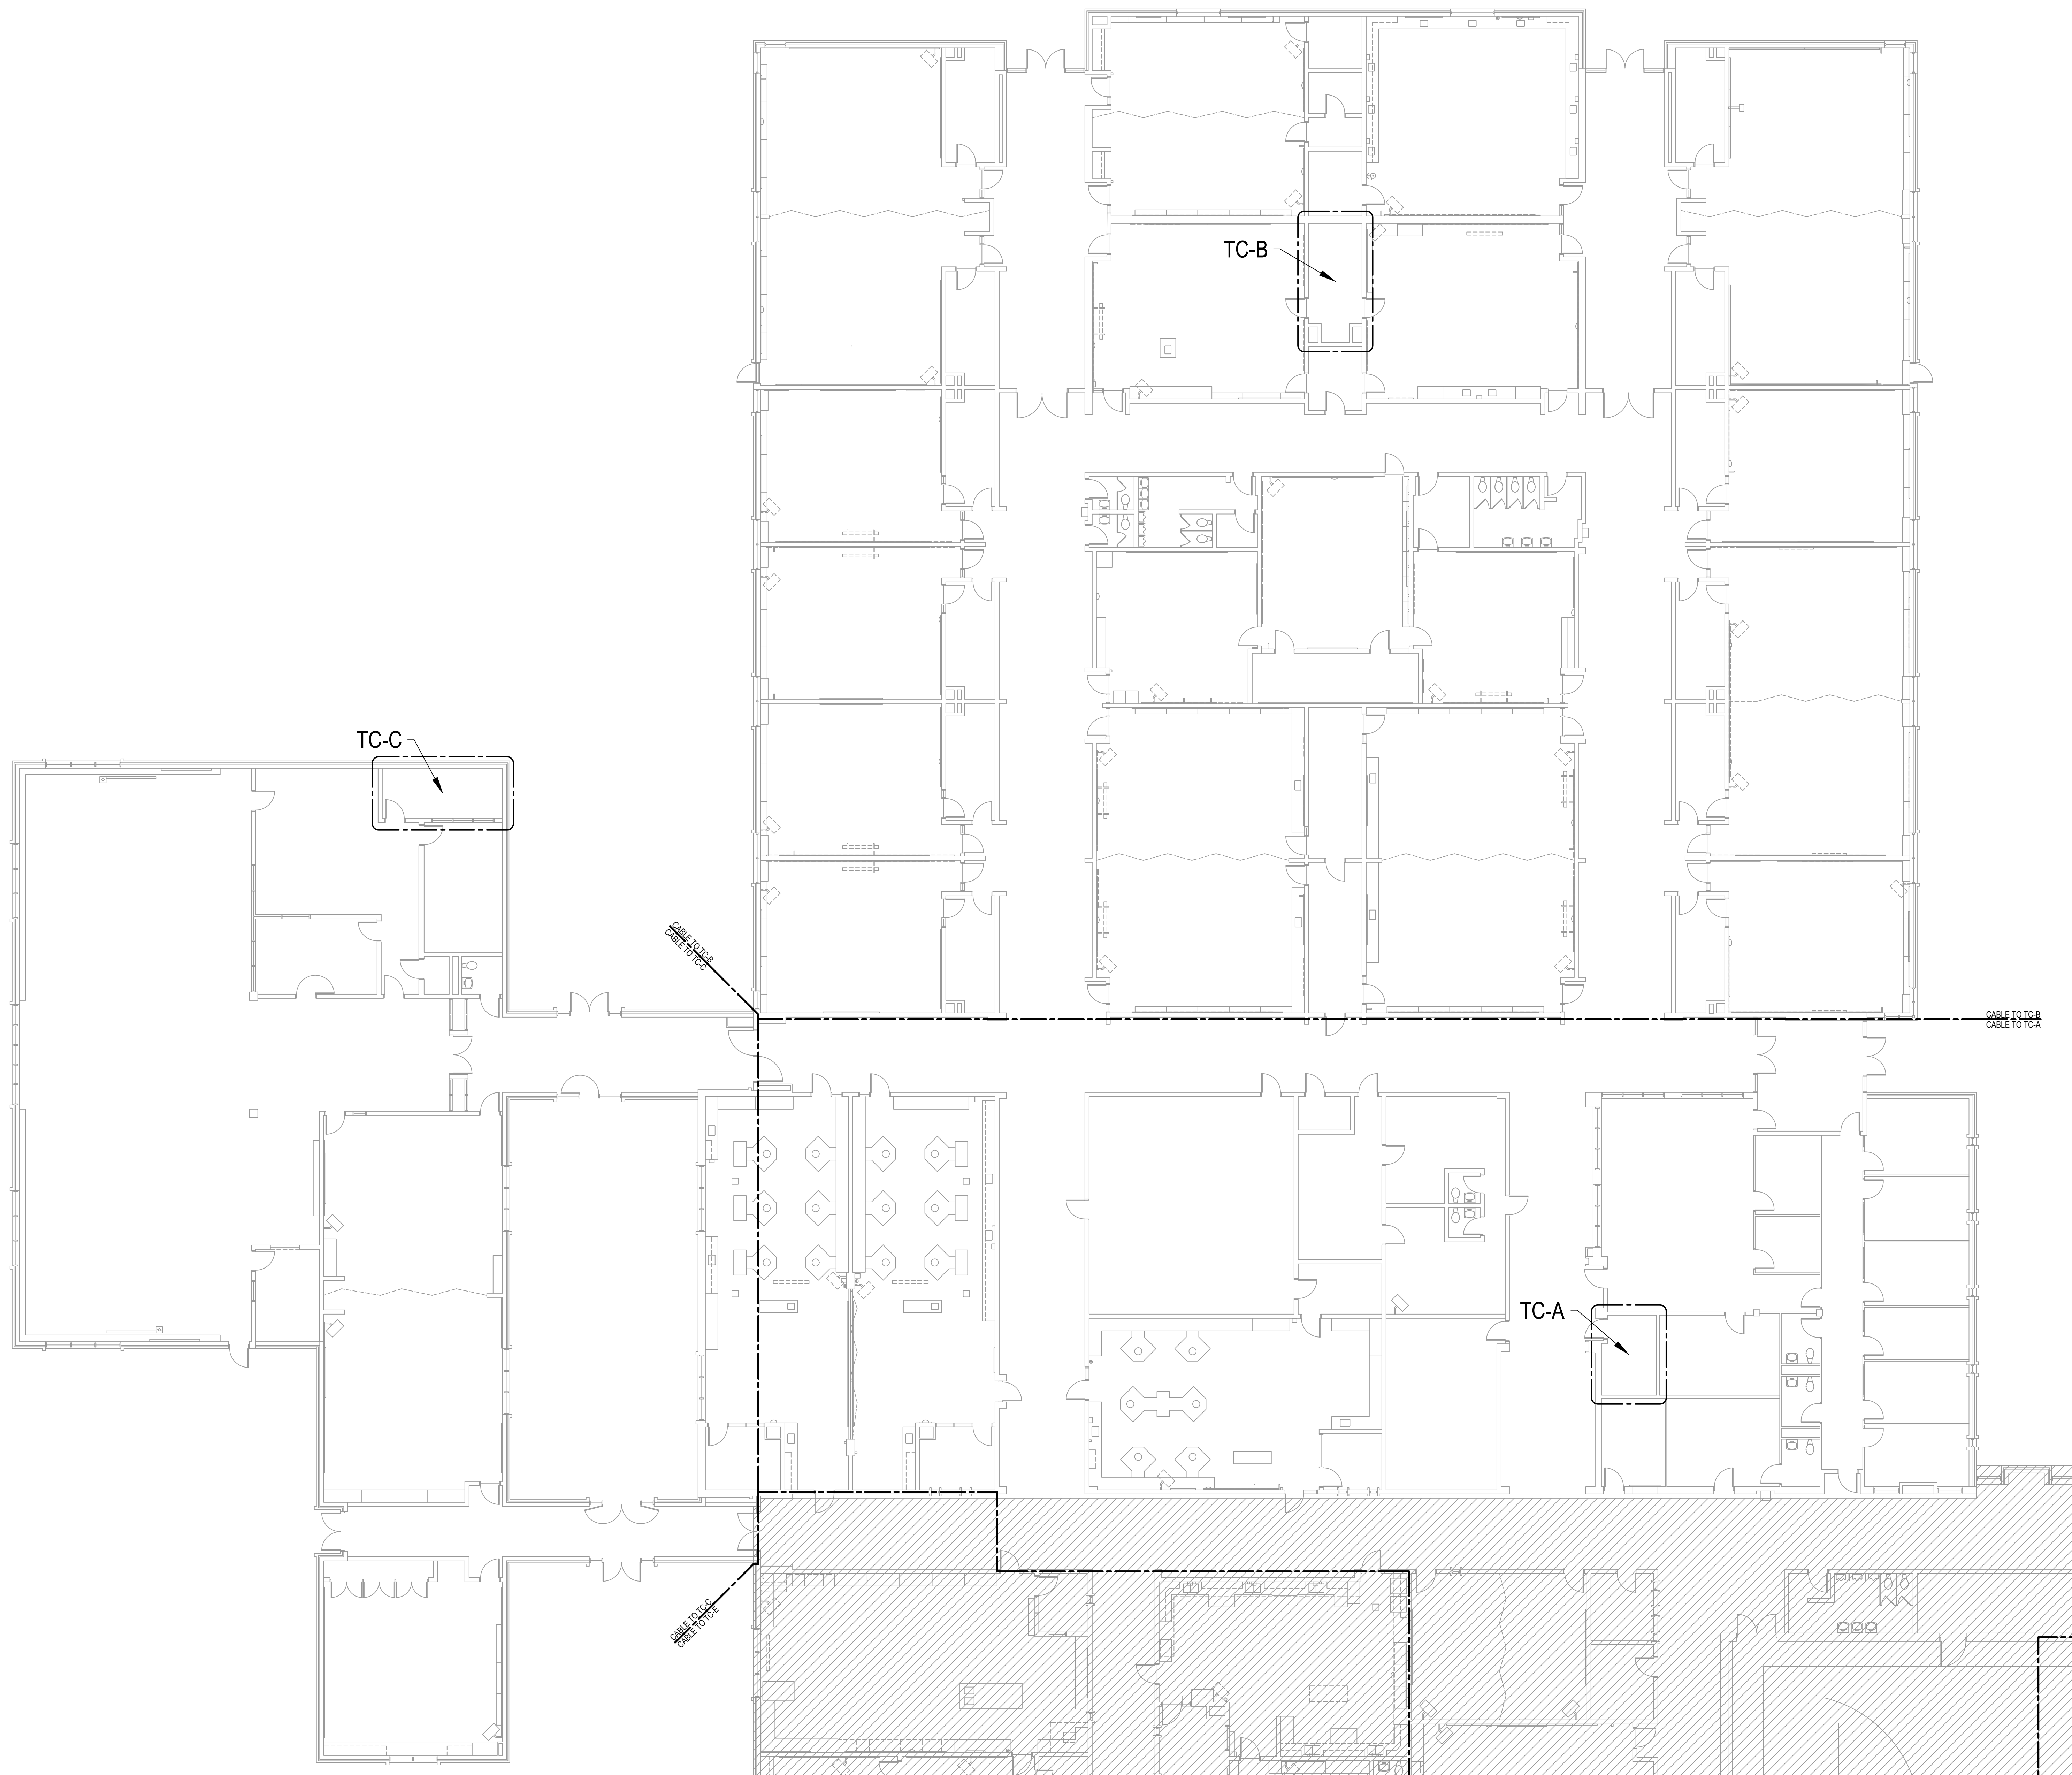 TC-B
TC-C
CABLE TO TC-B
CABLE TO TC-C
CABLE TO TC-B
CABLE TO TC-A
TC-A
CABLE TO TC-C
CABLE TO TC-E